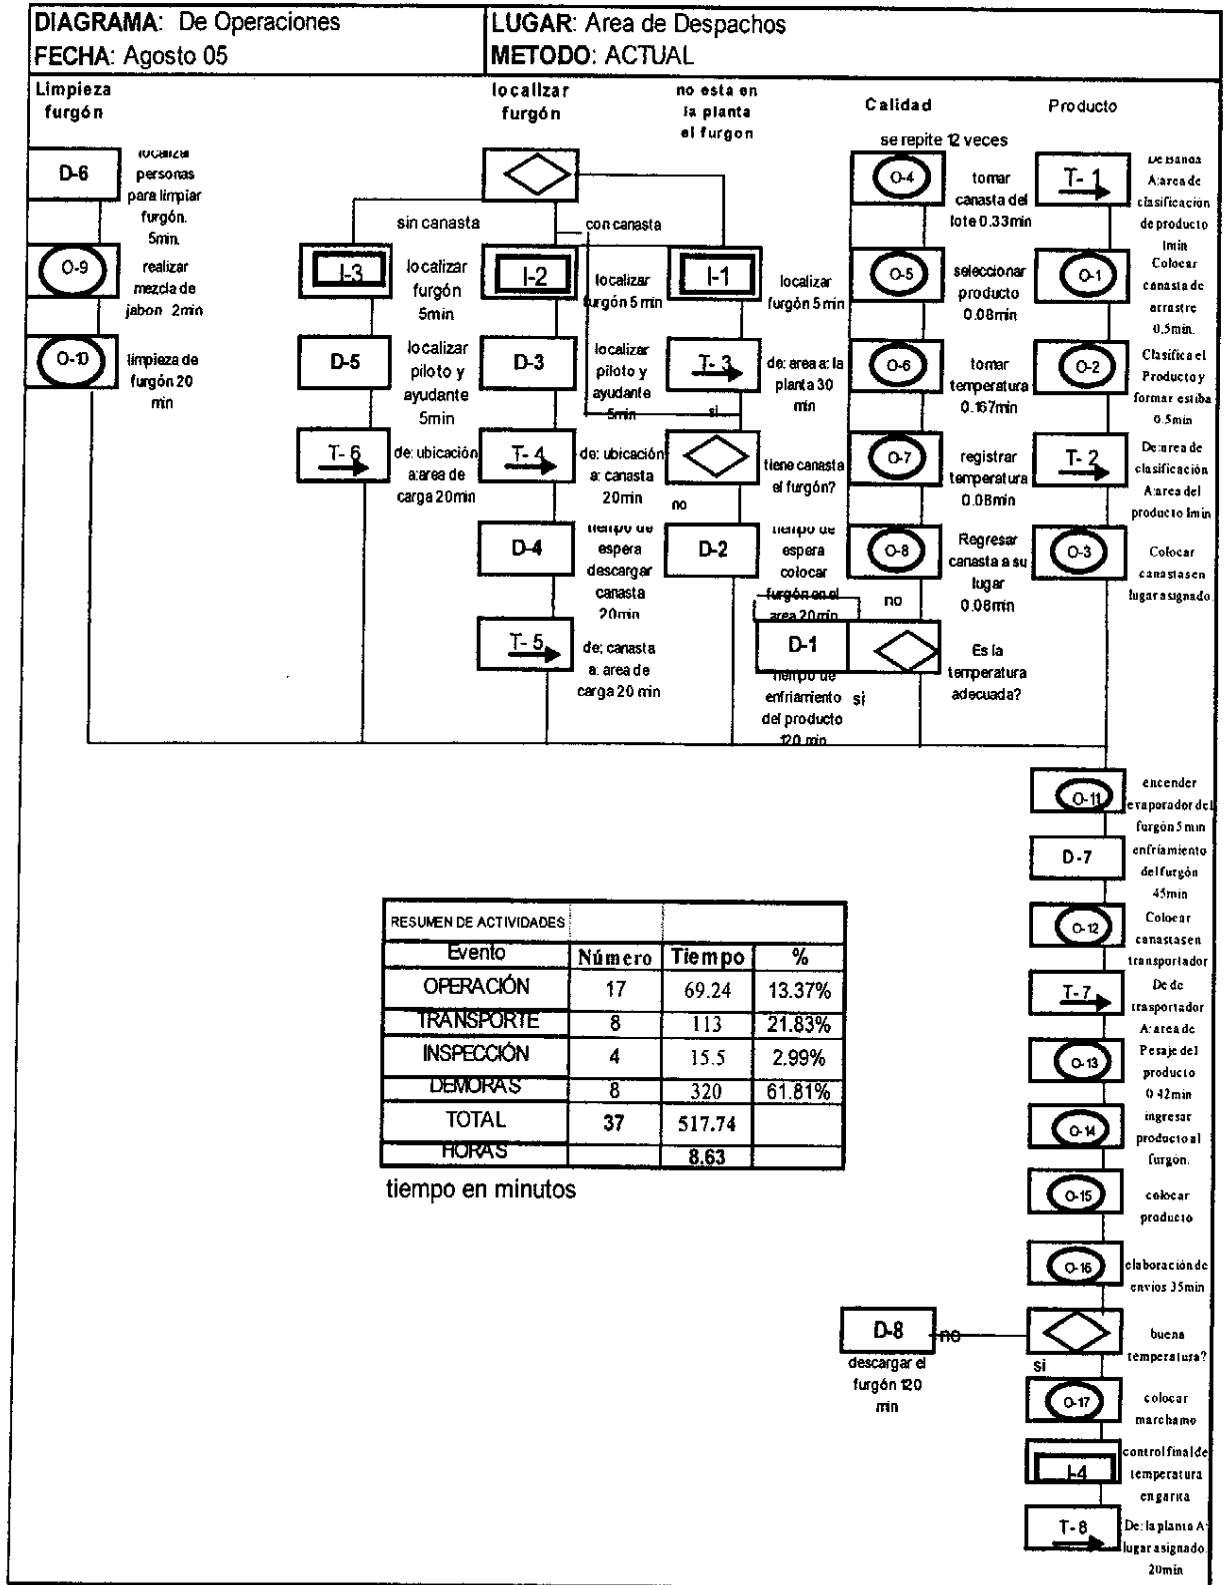 DIAGRAMA: De Operaciones
FECHA: Agosto 05
LUGAR: Area de Despachos
METODO: ACTUAL
Limpieza
furgón
localizar
furgón
no esta en
la planta
el furgon
Calidad
Producto
se repite 12 veces
D-6
localizar
personas
para limpiar
furgón.
5min.
O-9
realizar
mezcla de
jabon 2min
O-10
limpieza de
furgón 20
min
sin canasta
con canasta
I-3
localizar
furgón
5min
D-5
localizar
piloto y
ayudante
5min
T-6
de: ubicación
a:area de
carga 20min
I-2
localizar
furgón 5 min
D-3
localizar
piloto y
ayudante
5min
T-4
de: ubicación
a: canasta
20min
D-4
tiempo de
espera
descargar
canasta
20min
T-5
de: canasta
a: area de
carga 20 min
I-1
localizar
furgón 5 min
T-3
de: area a: la
planta 30
min
si
tiene canasta
el furgón?
no
D-2
tiempo de
espera
colocar
furgón en el
area 20min
O-4
tomar
canasta del
lote 0.33min
O-5
seleccionar
producto
0.08min
O-6
tomar
temperatura
0.167min
O-7
registrar
temperatura
0.08min
O-8
Regresar
canasta a su
lugar
0.08min
no
D-1
Es la
temperatura
adecuada?
tiempo de
enfriamiento
del producto
120 min
si
T-1
De Banda
A:area de
clasificación
de producto
1min
O-1
Colocar
canasta de
arrastre
0.5min.
O-2
Clasifica el
Producto y
formar estiba
0.5min
T-2
De:area de
clasificación
A:area del
producto 1min
O-3
Colocar
canastas en
lugar asignado
O-11
encender
evaporador del
furgón 5 min
D-7
enfriamiento
del furgón
45min
O-12
Colocar
canastas en
transportador
T-7
De de
trasportador
A:area de
O-13
Pesaje del
producto
0.42min
O-14
ingresar
producto al
furgón.
O-15
colocar
producto
O-16
elaboración de
envios 35min
buena
temperatura?
D-8
no
descargar el
furgón 120
min
si
O-17
colocar
marchamo
I-4
control final de
temperatura
en garita
T-8
De: la planta A:
lugar asignado.
20min
RESUMEN DE ACTIVIDADES
Evento Número Tiempo %
OPERACIÓN 17 69.24 13.37%
TRANSPORTE 8 113 21.83%
INSPECCIÓN 4 15.5 2.99%
DEMORAS 8 320 61.81%
TOTAL 37 517.74
HORAS 8.63
tiempo en minutos